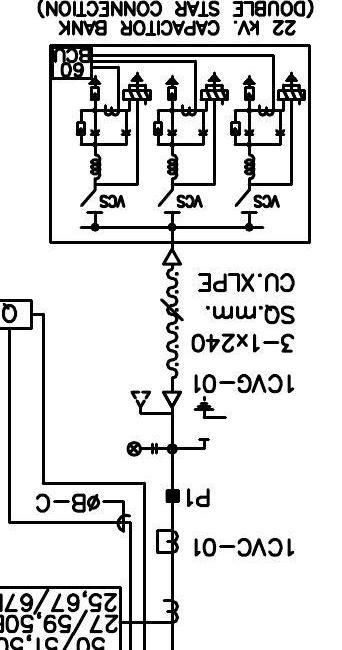 50/51,50
27/59,50B
25,67/67
1CVC-01
øB-C
P1
1CVG-01
3-1x240
SQ.mm.
CU.XLPE
Q
VCS
VCS
VCS
60
BCU
22 kV. CAPACITOR BANK
(DOUBLE STAR CONNECTION)